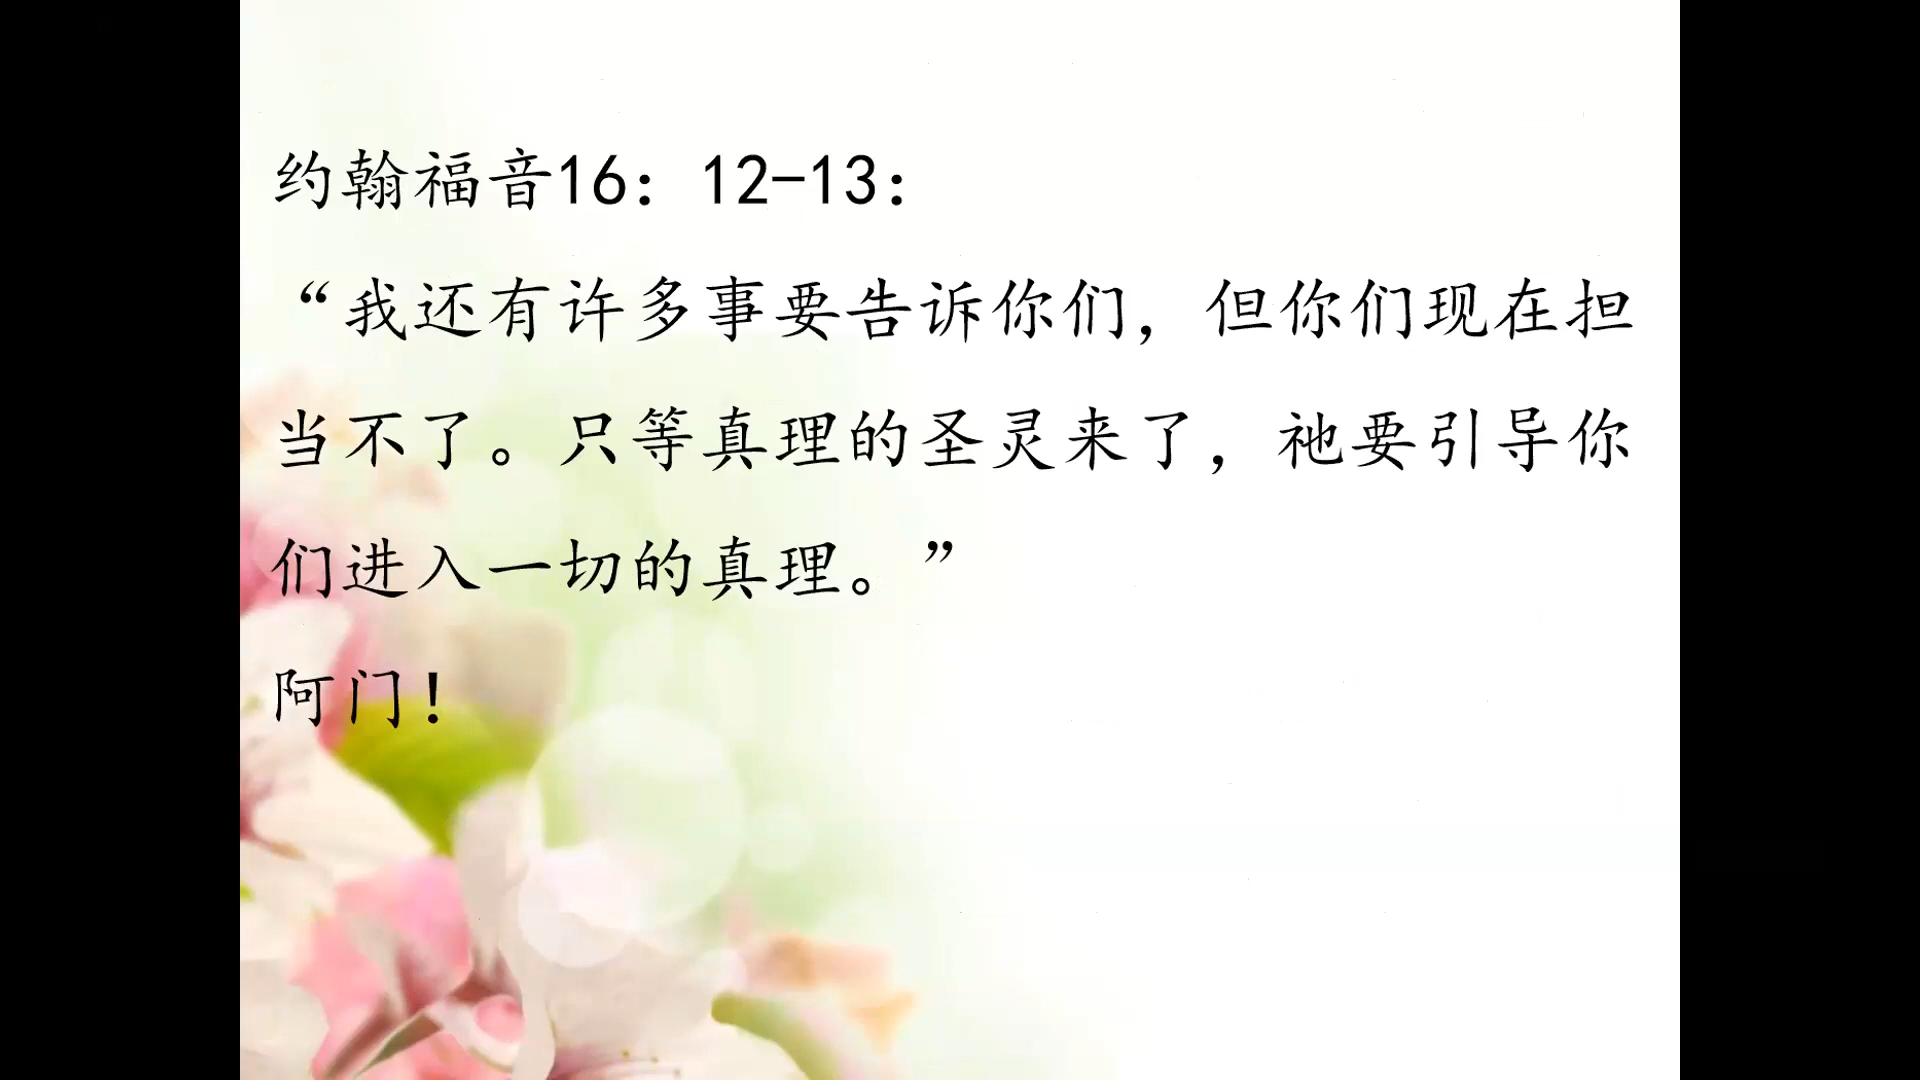 约翰福音16：12-13：
“我还有许多事要告诉你们，但你们现在担
当不了。只等真理的圣灵来了，祂要引导你
们进入一切的真理。”
阿门！